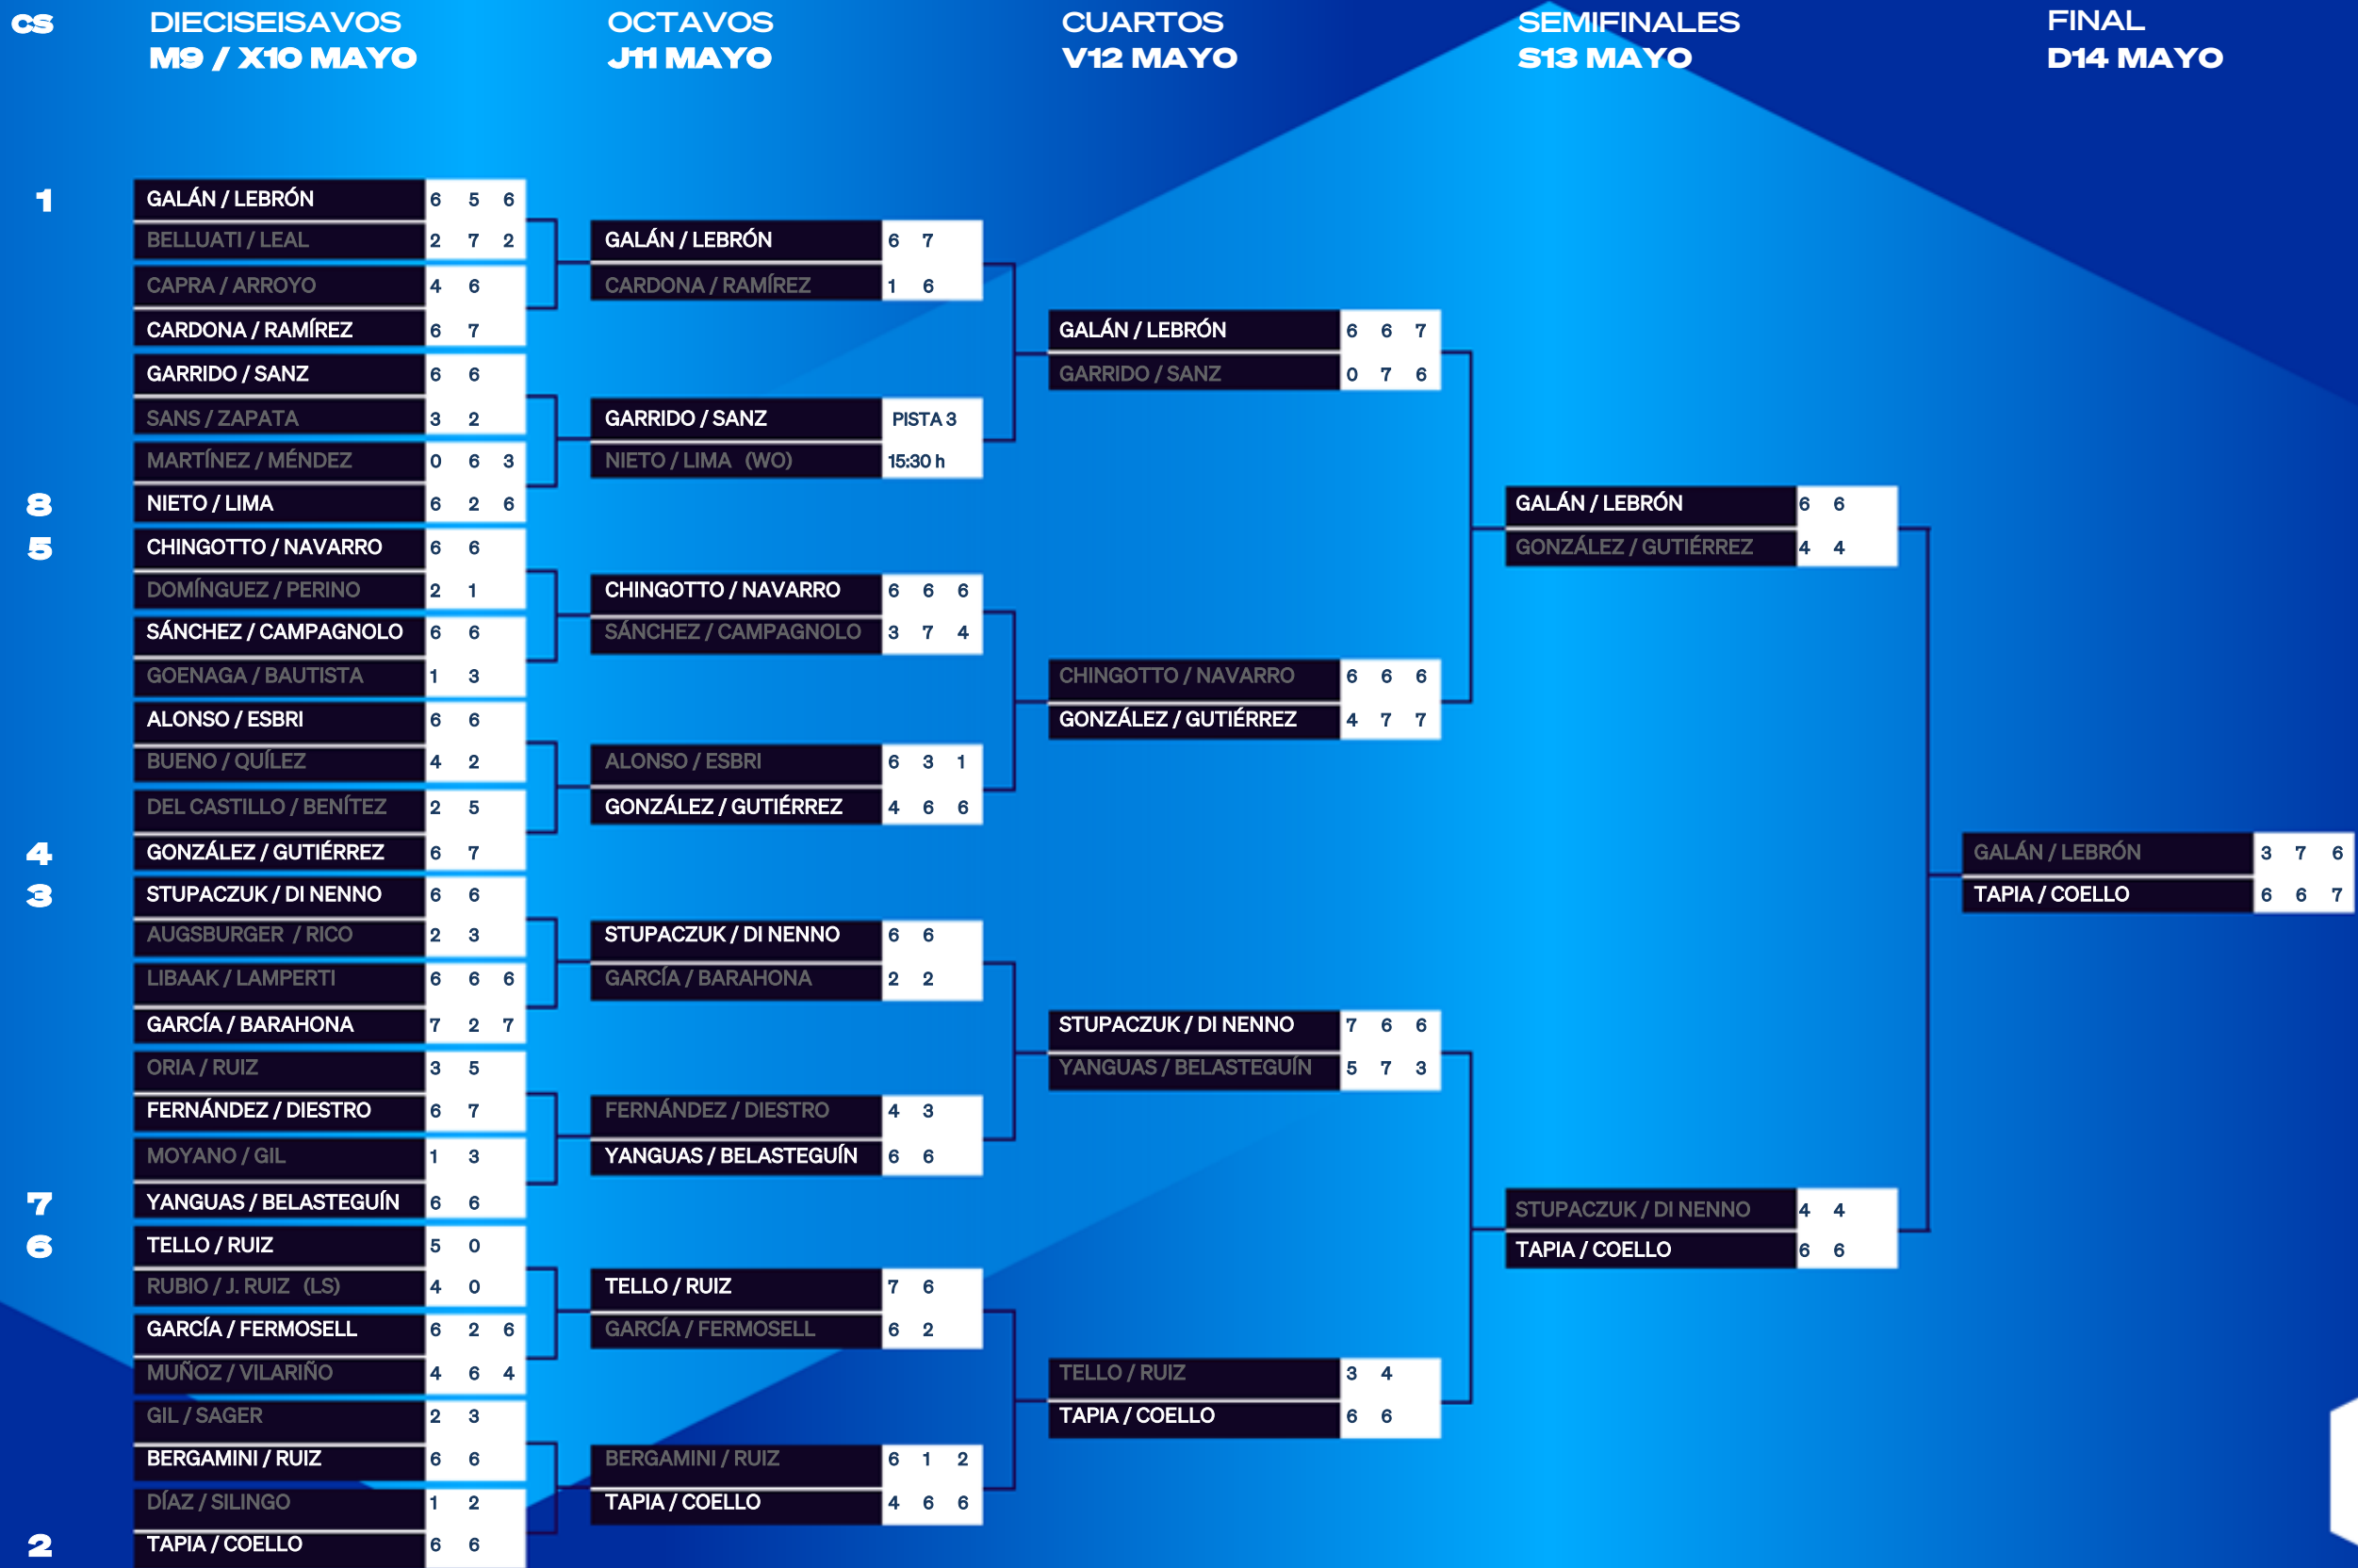 CS
DIECISEISAVOS
M9 / X10 MAYO
OCTAVOS
J11 MAYO
CUARTOS
V12 MAYO
SEMIFINALES
S13 MAYO
FINAL
D14 MAYO
1
GALÁN / LEBRÓN 6 5 6
BELLUATI / LEAL 2 7 2
CAPRA / ARROYO 4 6
CARDONA / RAMÍREZ 6 7
GARRIDO / SANZ 6 6
SANS / ZAPATA 3 2
MARTÍNEZ / MÉNDEZ 0 6 3
8
NIETO / LIMA 6 2 6
5
CHINGOTTO / NAVARRO 6 6
DOMÍNGUEZ / PERINO 2 1
SÁNCHEZ / CAMPAGNOLO 6 6
GOENAGA / BAUTISTA 1 3
ALONSO / ESBRI 6 6
BUENO / QUÍLEZ 4 2
DEL CASTILLO / BENÍTEZ 2 5
4
GONZÁLEZ / GUTIÉRREZ 6 7
3
STUPACZUK / DI NENNO 6 6
AUGSBURGER / RICO 2 3
LIBAAK / LAMPERTI 6 6 6
GARCÍA / BARAHONA 7 2 7
ORIA / RUIZ 3 5
FERNÁNDEZ / DIESTRO 6 7
MOYANO / GIL 1 3
7
YANGUAS / BELASTEGUÍN 6 6
6
TELLO / RUIZ 5 0
RUBIO / J. RUIZ (LS) 4 0
GARCÍA / FERMOSELL 6 2 6
MUÑOZ / VILARIÑO 4 6 4
GIL / SAGER 2 3
BERGAMINI / RUIZ 6 6
DÍAZ / SILINGO 1 2
2
TAPIA / COELLO 6 6
GALÁN / LEBRÓN 6 7
CARDONA / RAMÍREZ 1 6
GARRIDO / SANZ PISTA 3
NIETO / LIMA (WO) 15:30 h
CHINGOTTO / NAVARRO 6 6 6
SÁNCHEZ / CAMPAGNOLO 3 7 4
ALONSO / ESBRI 6 3 1
GONZÁLEZ / GUTIÉRREZ 4 6 6
STUPACZUK / DI NENNO 6 6
GARCÍA / BARAHONA 2 2
FERNÁNDEZ / DIESTRO 4 3
YANGUAS / BELASTEGUÍN 6 6
TELLO / RUIZ 7 6
GARCÍA / FERMOSELL 6 2
BERGAMINI / RUIZ 6 1 2
TAPIA / COELLO 4 6 6
GALÁN / LEBRÓN 6 6 7
GARRIDO / SANZ 0 7 6
CHINGOTTO / NAVARRO 6 6 6
GONZÁLEZ / GUTIÉRREZ 4 7 7
STUPACZUK / DI NENNO 7 6 6
YANGUAS / BELASTEGUÍN 5 7 3
TELLO / RUIZ 3 4
TAPIA / COELLO 6 6
GALÁN / LEBRÓN 6 6
GONZÁLEZ / GUTIÉRREZ 4 4
STUPACZUK / DI NENNO 4 4
TAPIA / COELLO 6 6
GALÁN / LEBRÓN 3 7 6
TAPIA / COELLO 6 6 7